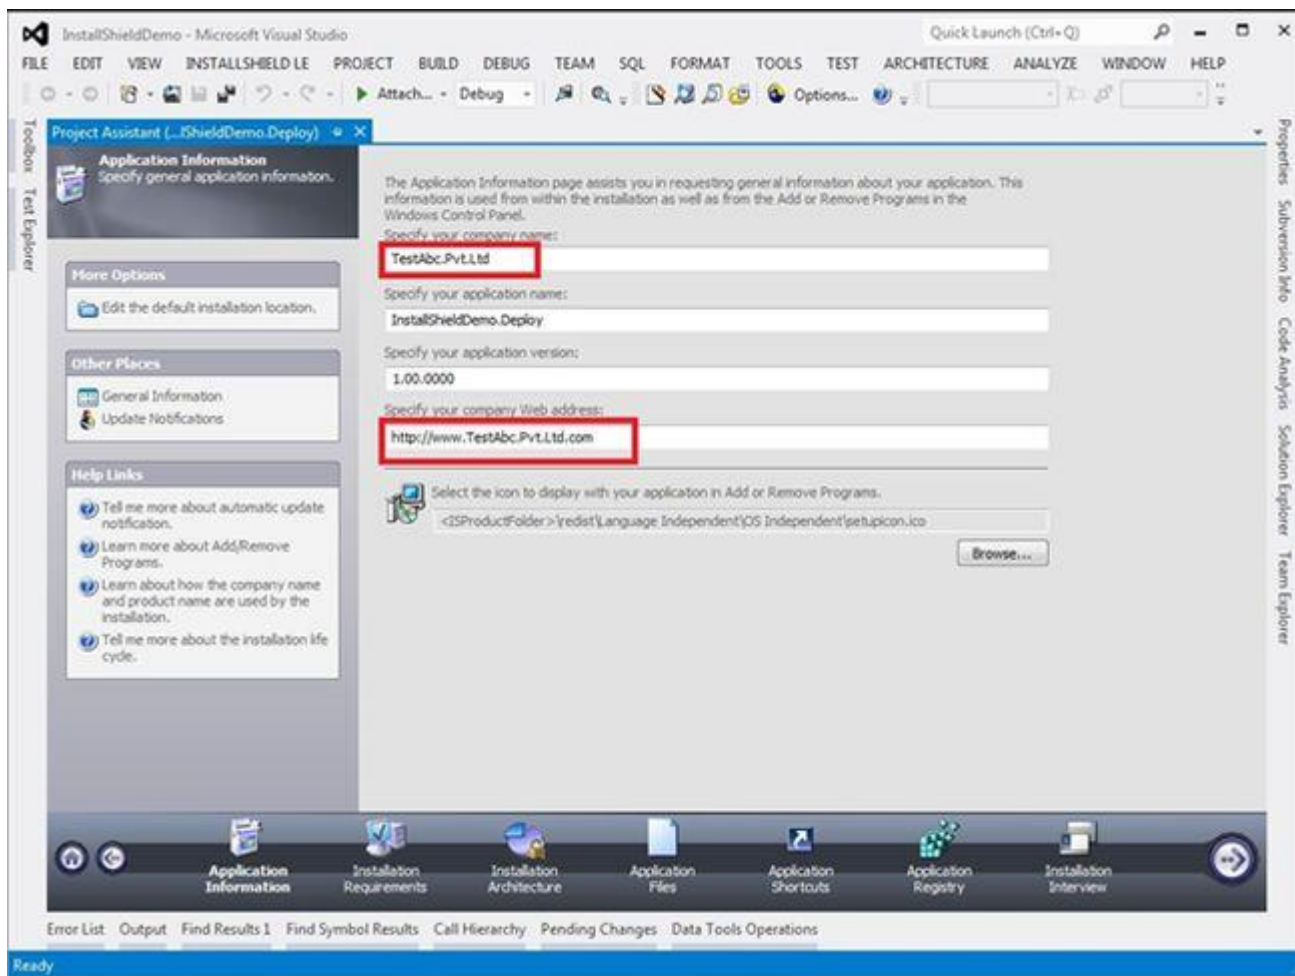 InstallShieldDemo - Microsoft Visual Studio
Quick Launch (Ctrl+Q)
FILE EDIT VIEW INSTALLSHIELD LE PROJECT BUILD DEBUG TEAM SQL FORMAT TOOLS TEST ARCHITECTURE ANALYZE WINDOW HELP
Attach... Debug Options...
Toolbox
Test Explorer
Project Assistant (...lShieldDemo.Deploy)
Application Information
Specify general application information.
More Options
Edit the default installation location.
Other Places
General Information
Update Notifications
Help Links
Tell me more about automatic update
notification.
Learn more about Add/Remove
Programs.
Learn about how the company name
and product name are used by the
installation.
Tell me more about the installation life
cycle.
The Application Information page assists you in requesting general information about your application. This
information is used from within the installation as well as from the Add or Remove Programs in the
Windows Control Panel.
Specify your company name:
TestAbc.Pvt.Ltd
Specify your application name:
InstallShieldDemo.Deploy
Specify your application version:
1.00.0000
Specify your company Web address:
http://www.TestAbc.Pvt.Ltd.com
Select the icon to display with your application in Add or Remove Programs.
<ISProductFolder>\redist\Language Independent\OS Independent\setupicon.ico
Browse...
Properties
Subversion Info
Code Analysis
Solution Explorer
Team Explorer
Application
Information
Installation
Requirements
Installation
Architecture
Application
Files
Application
Shortcuts
Application
Registry
Installation
Interview
Error List Output Find Results 1 Find Symbol Results Call Hierarchy Pending Changes Data Tools Operations
Ready